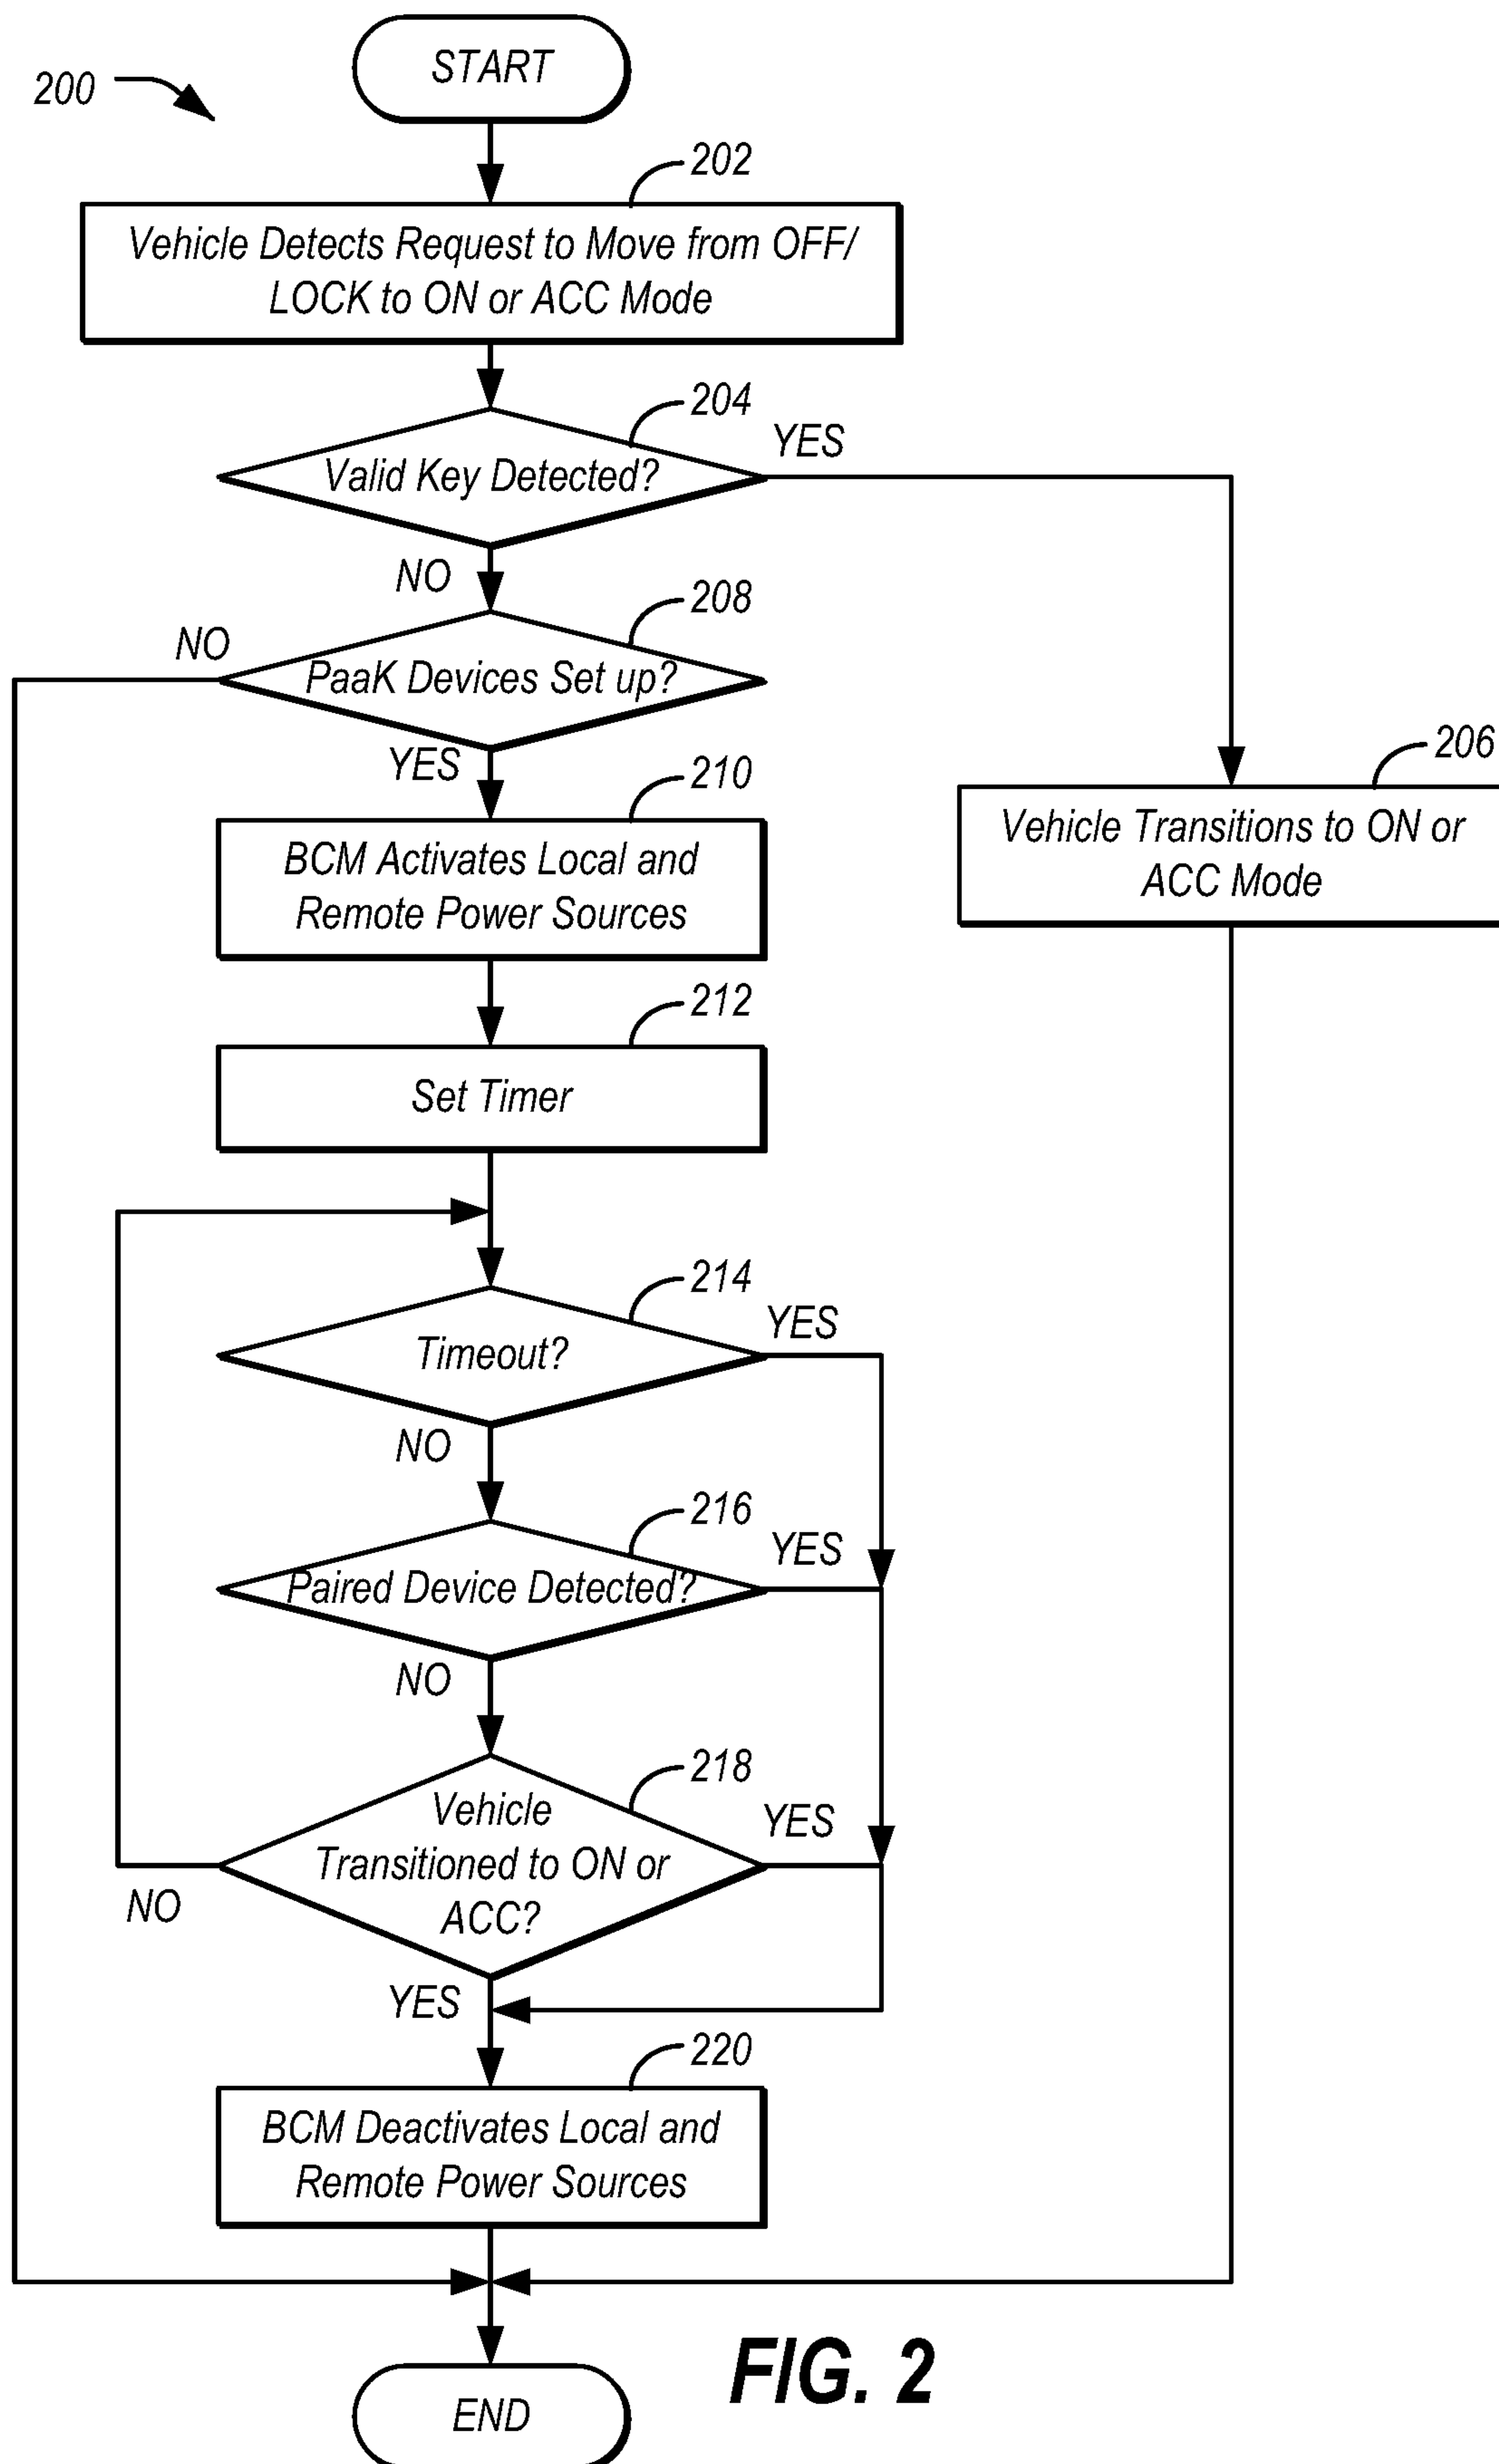 START
200
202
Vehicle Detects Request to Move from OFF/
LOCK to ON or ACC Mode
204
YES
Valid Key Detected?
NO
208
NO
PaaK Devices Set up?
YES
210
206
BCM Activates Local and
Remote Power Sources
Vehicle Transitions to ON or
ACC Mode
212
Set Timer
214
YES
Timeout?
NO
216
YES
Paired Device Detected?
NO
218
YES
Vehicle
Transitioned to ON or
ACC?
NO
YES
220
BCM Deactivates Local and
Remote Power Sources
FIG. 2
END